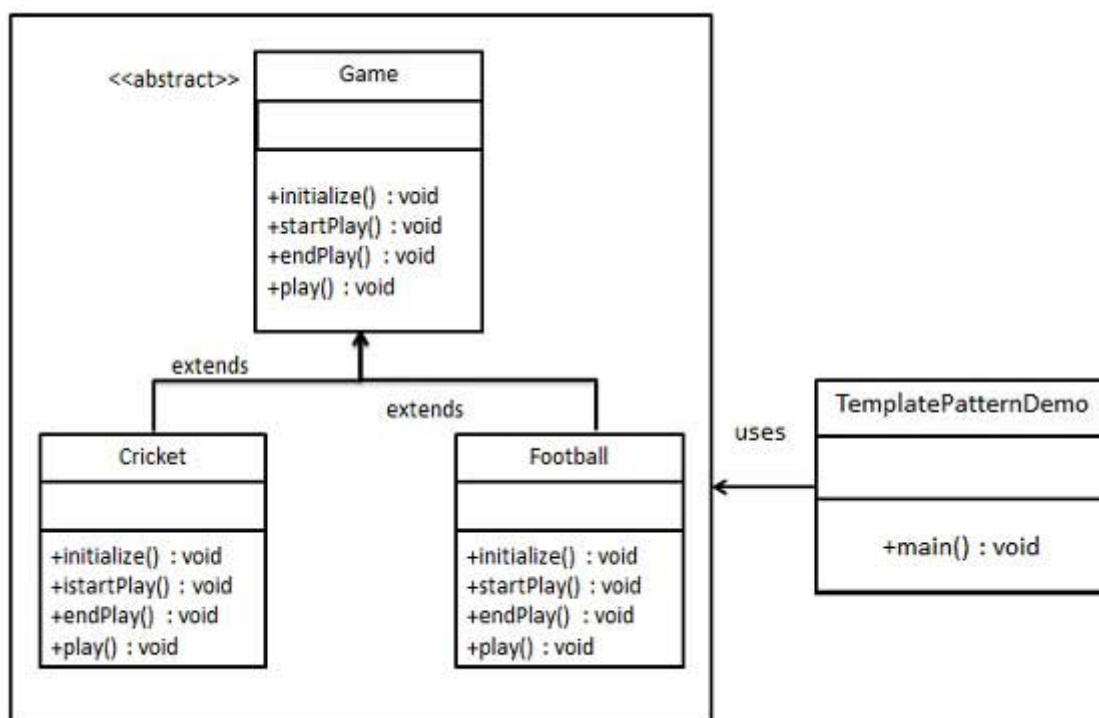 <<abstract>>
Game
+initialize() : void
+startPlay() : void
+endPlay() : void
+play() : void
extends
extends
Cricket
+initialize() : void
+istartPlay() : void
+endPlay() : void
+play() : void
Football
+initialize() : void
+startPlay() : void
+endPlay() : void
+play() : void
uses
TemplatePatternDemo
+main() : void